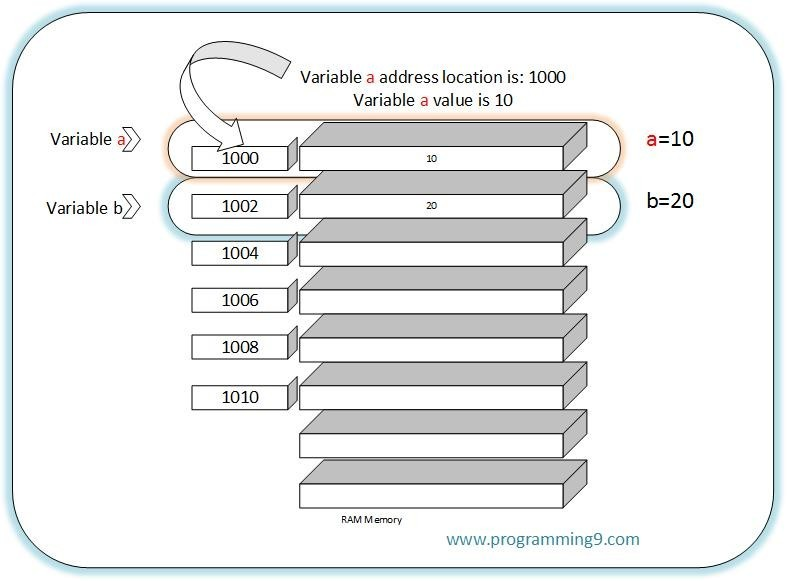 Variable a address location is: 1000
Variable a value is 10
Variable a
1000
10
a=10
Variable b
1002
20
b=20
1004
1006
1008
1010
RAM Memory
www.programming9.com